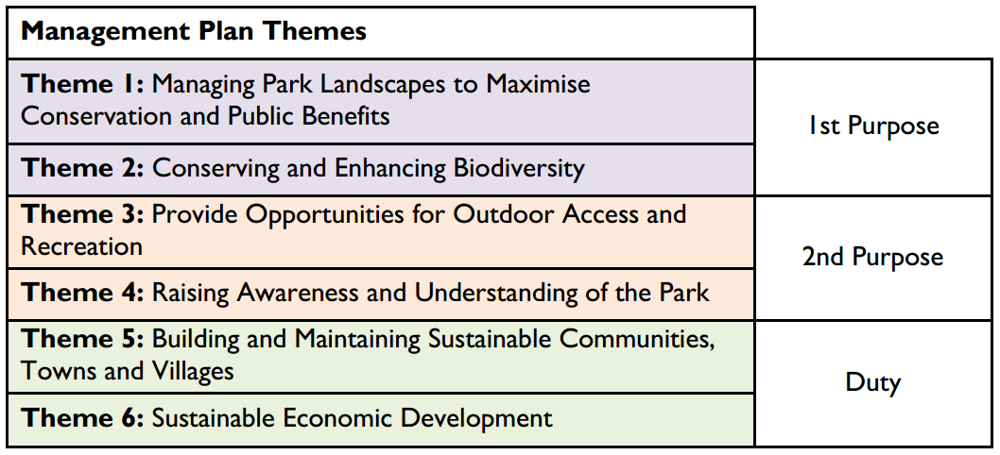 Management Plan Themes
Theme 1: Managing Park Landscapes to Maximise
Conservation and Public Benefits
1st Purpose
Theme 2: Conserving and Enhancing Biodiversity
Theme 3: Provide Opportunities for Outdoor Access and
Recreation
2nd Purpose
Theme 4: Raising Awareness and Understanding of the Park
Theme 5: Building and Maintaining Sustainable Communities,
Towns and Villages
Duty
Theme 6: Sustainable Economic Development